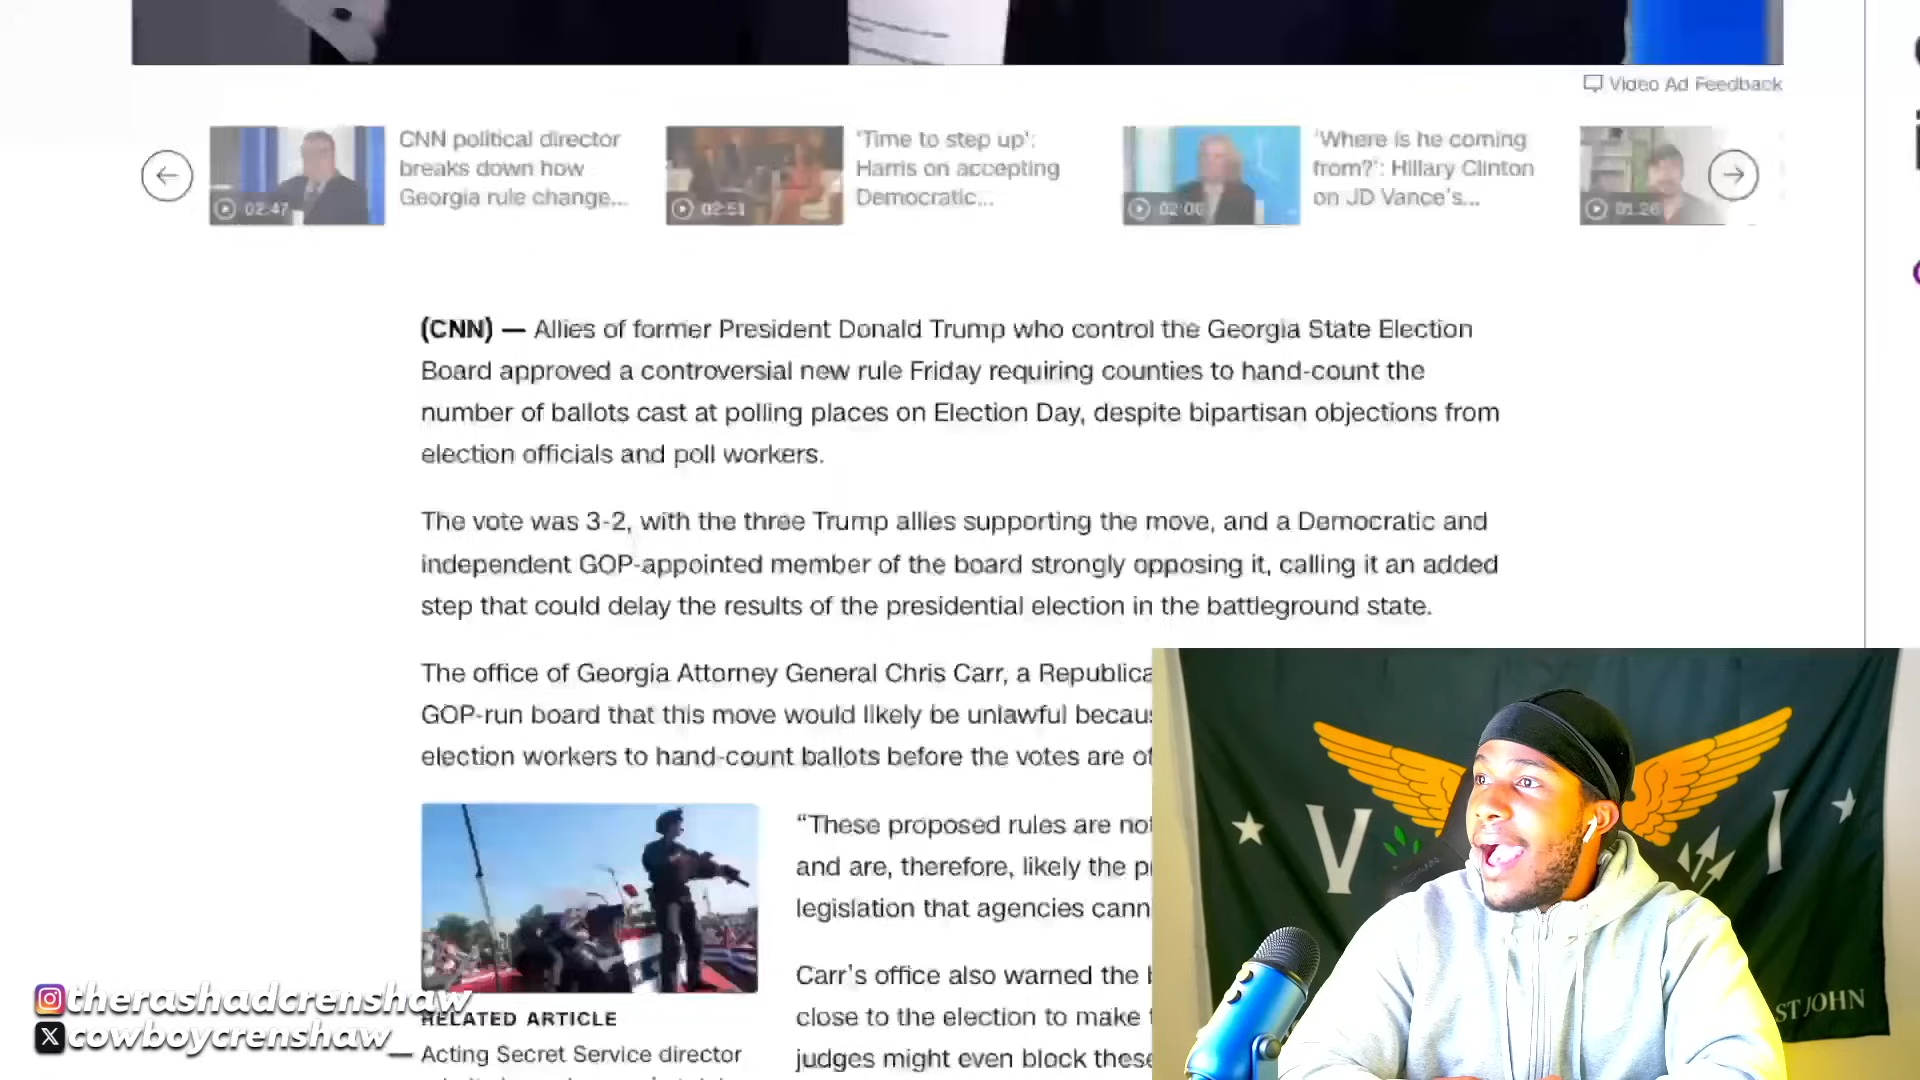 Video Ad Feedback
CNN political director
breaks down how
Georgia rule change...
02:47
'Time to step up':
Harris on accepting
Democratic...
02:51
'Where is he coming
from?': Hillary Clinton
on JD Vance's...
02:06
01:26
(CNN) — Allies of former President Donald Trump who control the Georgia State Election
Board approved a controversial new rule Friday requiring counties to hand-count the
number of ballots cast at polling places on Election Day, despite bipartisan objections from
election officials and poll workers.
The vote was 3-2, with the three Trump allies supporting the move, and a Democratic and
independent GOP-appointed member of the board strongly opposing it, calling it an added
step that could delay the results of the presidential election in the battleground state.
The office of Georgia Attorney General Chris Carr, a Republica
GOP-run board that this move would likely be unlawful becau
election workers to hand-count ballots before the votes are of
“These proposed rules are not
and are, therefore, likely the p
legislation that agencies cann
Carr's office also warned the
close to the election to make
judges might even block these
RELATED ARTICLE
Acting Secret Service director
therashadcrenshaw
cowboycrenshaw_
V I
ST JOHN